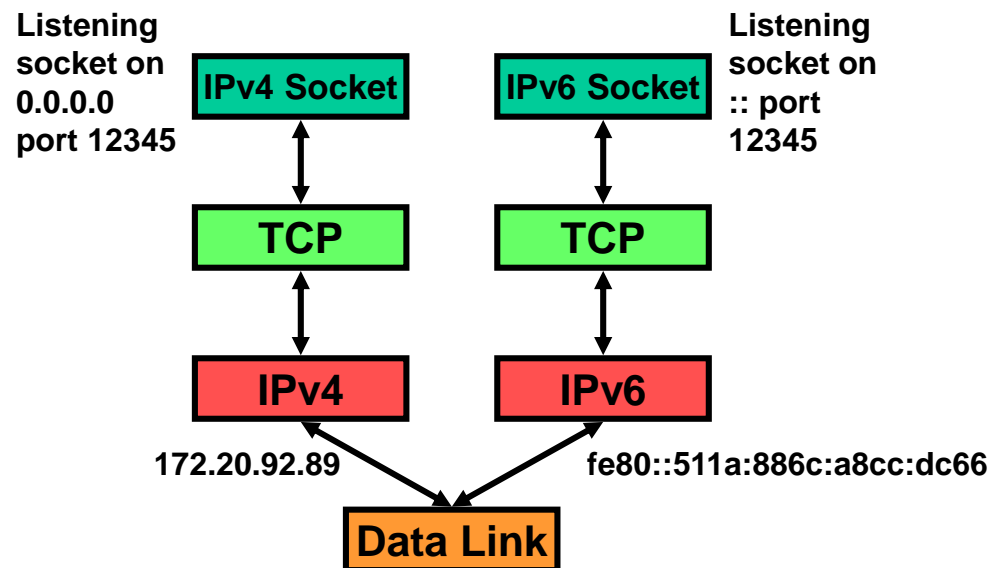 Listening
socket on
0.0.0.0
port 12345
IPv4 Socket
IPv6 Socket
Listening
socket on
:: port
12345
TCP
TCP
IPv4
IPv6
172.20.92.89
fe80::511a:886c:a8cc:dc66
Data Link